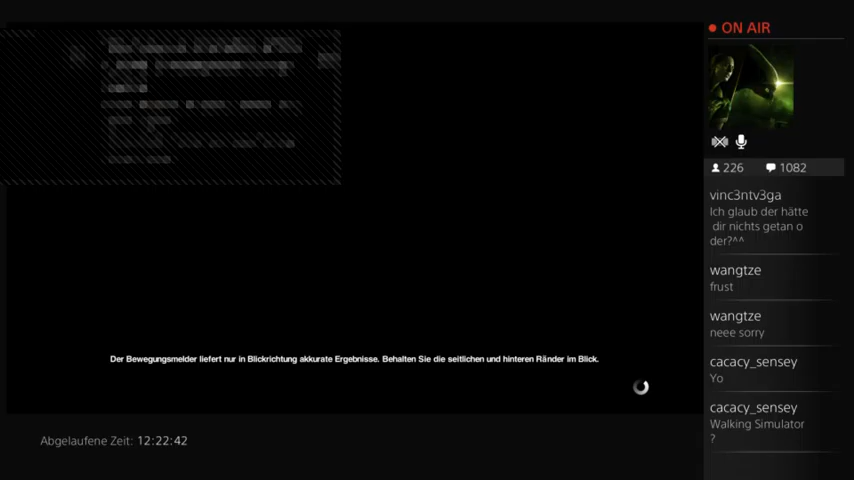 ON AIR
226 1082
vinc3ntv3ga
Ich glaub der hätte
dir nichts getan o
der?^^
wangtze
frust
wangtze
neee sorry
cacacy_sensey
Yo
cacacy_sensey
Walking Simulator
?
Der Bewegungsmelder liefert nur in Blickrichtung akkurate Ergebnisse. Behalten Sie die seitlichen und hinteren Ränder im Blick.
Abgelaufene Zeit: 12:22:42